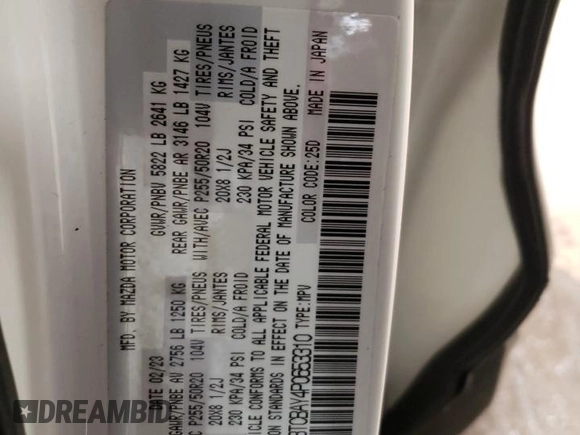 MFD. BY MAZDA MOTOR CORPORATION
DATE 02/23 GVWR/PNBV 5822 LB 2641 KG
GAWR/PNBE AV 2756 LB 1250 KG REAR GAWR/PNBE AR 3146 LB 1427 KG
P255/50R20 104V TIRES/PNEUS WITH/AVEC P255/50R20 104V TIRES/PNEUS
20X8 1/2J RIMS/JANTES 20X8 1/2J RIMS/JANTES
230 KPA/34 PSI COLD/A FROID 230 KPA/34 PSI COLD/A FROID
CONFORMS TO ALL APPLICABLE FEDERAL MOTOR VEHICLE SAFETY AND THEFT
STANDARDS IN EFFECT ON THE DATE OF MANUFACTURE SHOWN ABOVE.
TYPE:MPV COLOR CODE:25D MADE IN JAPAN
DREAMBID